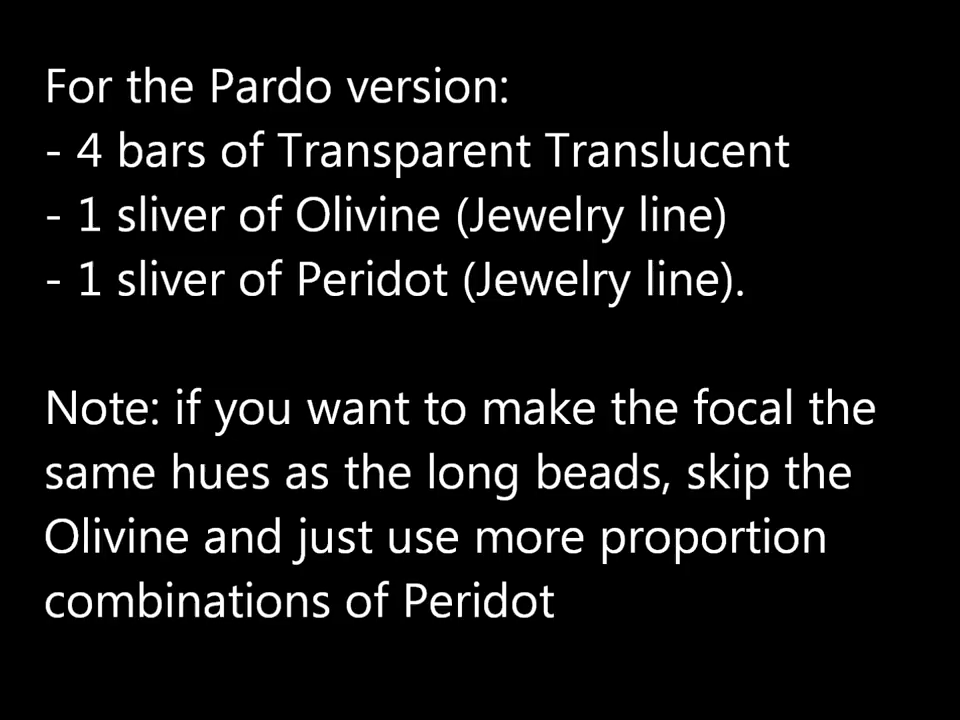 For the Pardo version:
- 4 bars of Transparent Translucent
- 1 sliver of Olivine (Jewelry line)
- 1 sliver of Peridot (Jewelry line).
Note: if you want to make the focal the
same hues as the long beads, skip the
Olivine and just use more proportion
combinations of Peridot